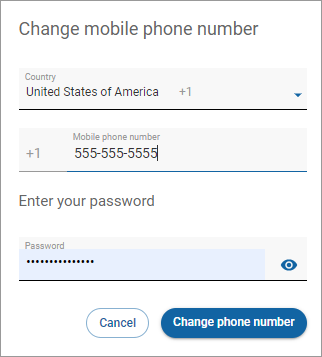 Change mobile phone number
Country
United States of America +1
Mobile phone number
+1 555-555-5555
Enter your password
Password
•••••••••••••••
Cancel Change phone number